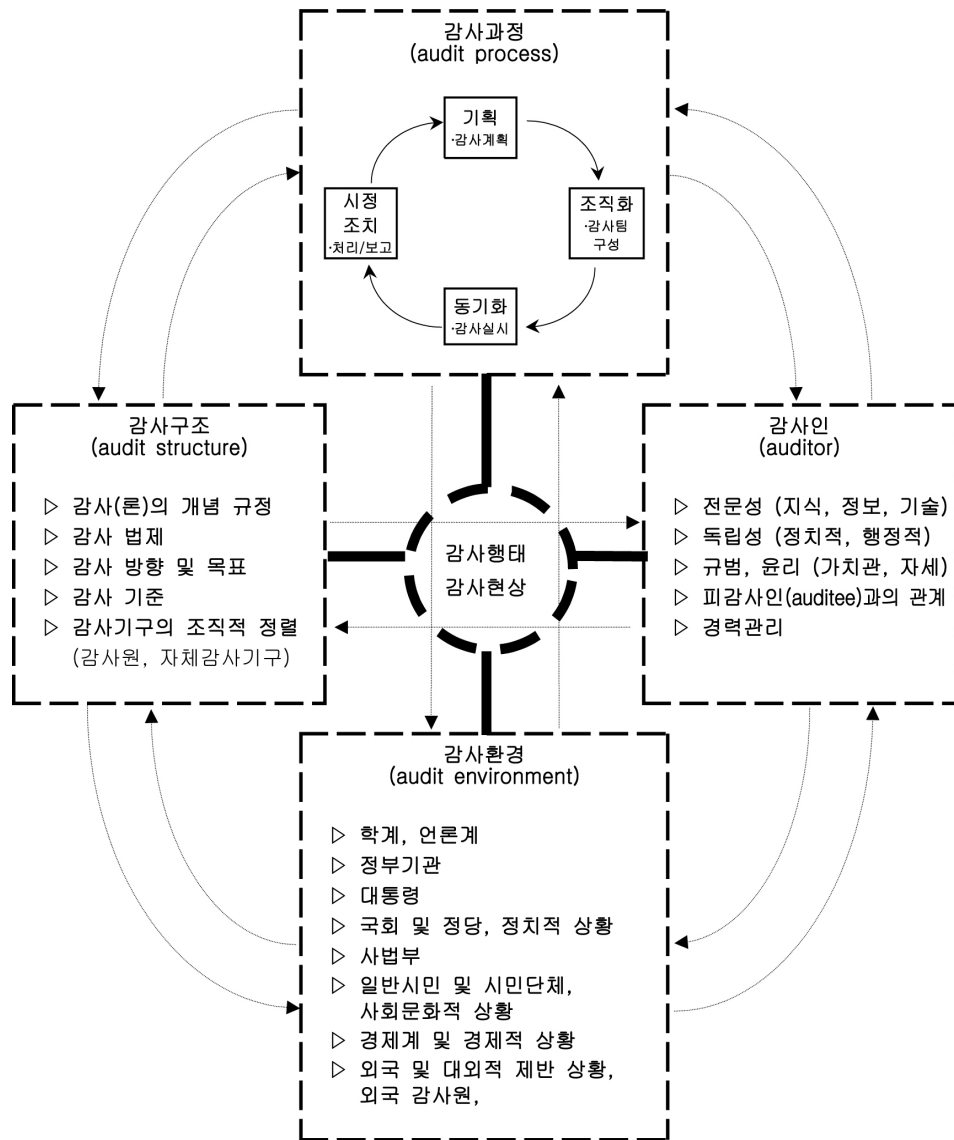 감사과정
(audit process)
기획
·감사계획
시정
조치
·처리/보고
조직화
·감사팀
구성
동기화
·감사실시
감사구조
(audit structure)
▷ 감사(론)의 개념 규정
▷ 감사 법제
▷ 감사 방향 및 목표
▷ 감사 기준
▷ 감사기구의 조직적 정렬
(감사원, 자체감사기구)
감사행태
감사현상
감사인
(auditor)
▷ 전문성 (지식, 정보, 기술)
▷ 독립성 (정치적, 행정적)
▷ 규범, 윤리 (가치관, 자세)
▷ 피감사인(auditee)과의 관계
▷ 경력관리
감사환경
(audit environment)
▷ 학계, 언론계
▷ 정부기관
▷ 대통령
▷ 국회 및 정당, 정치적 상황
▷ 사법부
▷ 일반시민 및 시민단체,
사회문화적 상황
▷ 경제계 및 경제적 상황
▷ 외국 및 대외적 제반 상황,
외국 감사원,